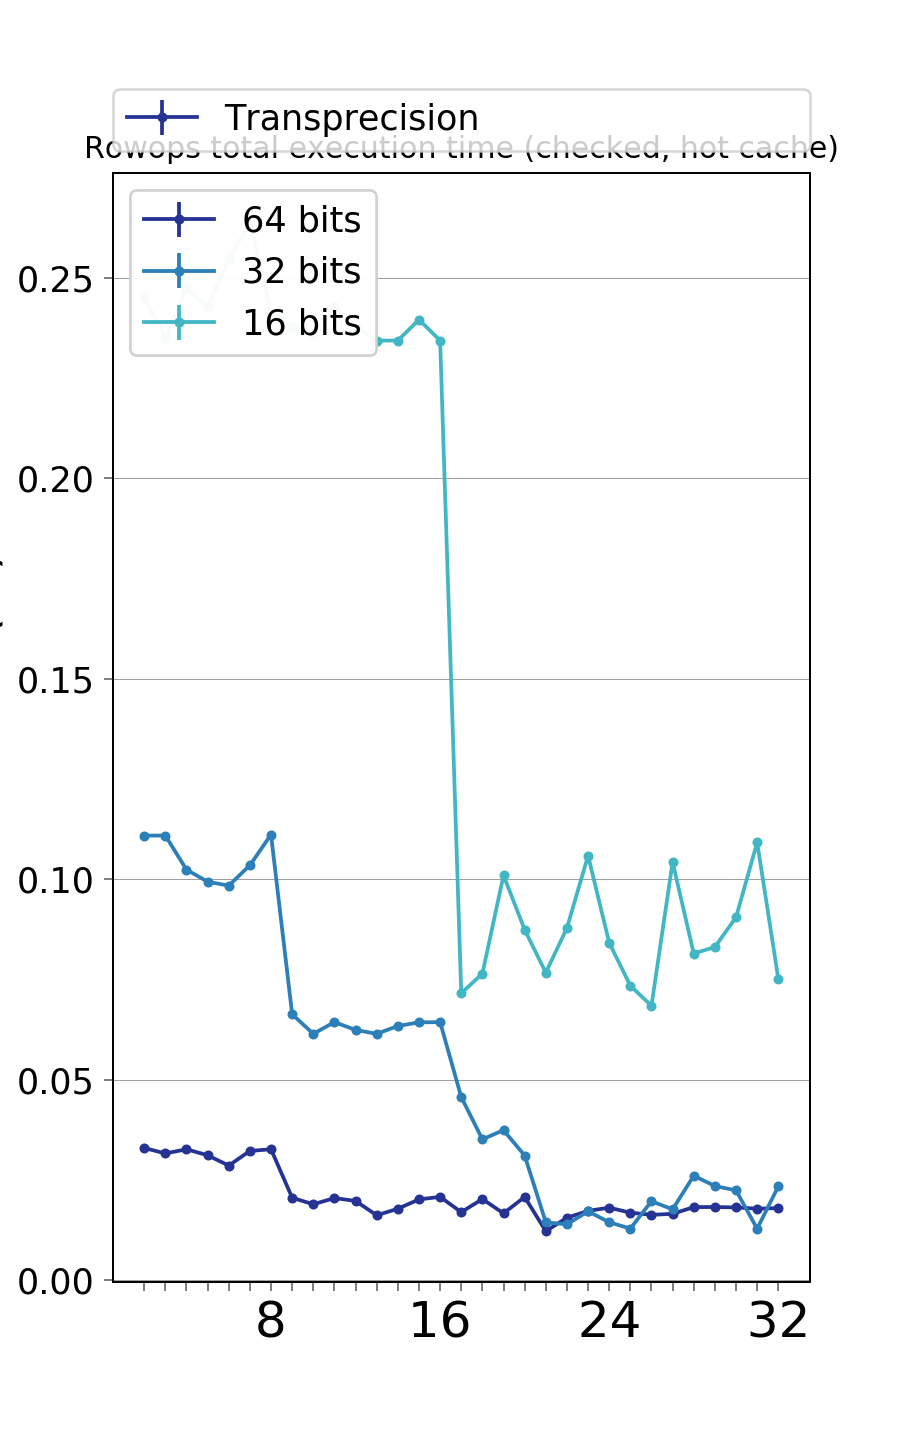 Transprecision
Rowops total execution time (checked, hot cache)
64 bits
32 bits
16 bits
0.25
0.20
0.15
0.10
0.05
0.00
8 16 24 32